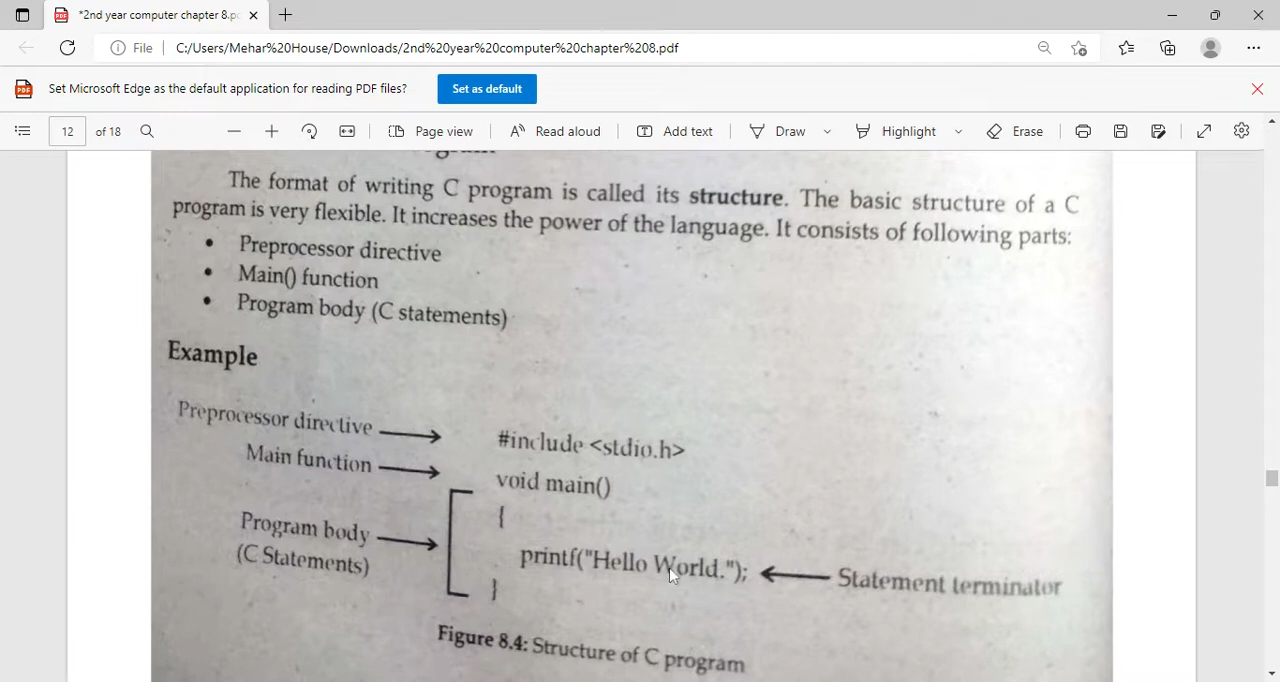 *2nd year computer chapter 8.pd
File
C:/Users/Mehar%20House/Downloads/2nd%20year%20computer%20chapter%208.pdf
Set Microsoft Edge as the default application for reading PDF files?
Set as default
12 of 18
Page view
Read aloud
Add text
Draw
Highlight
Erase
The format of writing C program is called its structure. The basic structure of a C
program is very flexible. It increases the power of the language. It consists of following parts:
• Preprocessor directive
• Main() function
• Program body (C statements)
Example
Preprocessor directive → #include <stdio.h>
Main function → void main()
{
Program body → printf("Hello World."); ← Statement terminator
(C Statements)
}
Figure 8.4: Structure of C program